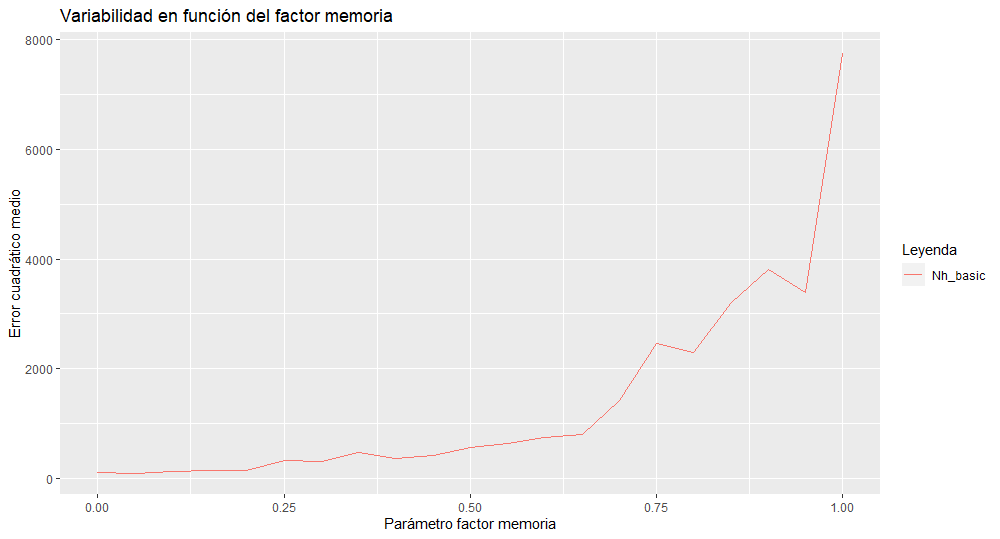 Variabilidad en función del factor memoria
8000
6000
4000
2000
0
Error cuadrático medio
0.00
0.25
0.50
0.75
1.00
Parámetro factor memoria
Leyenda
Nh_basic